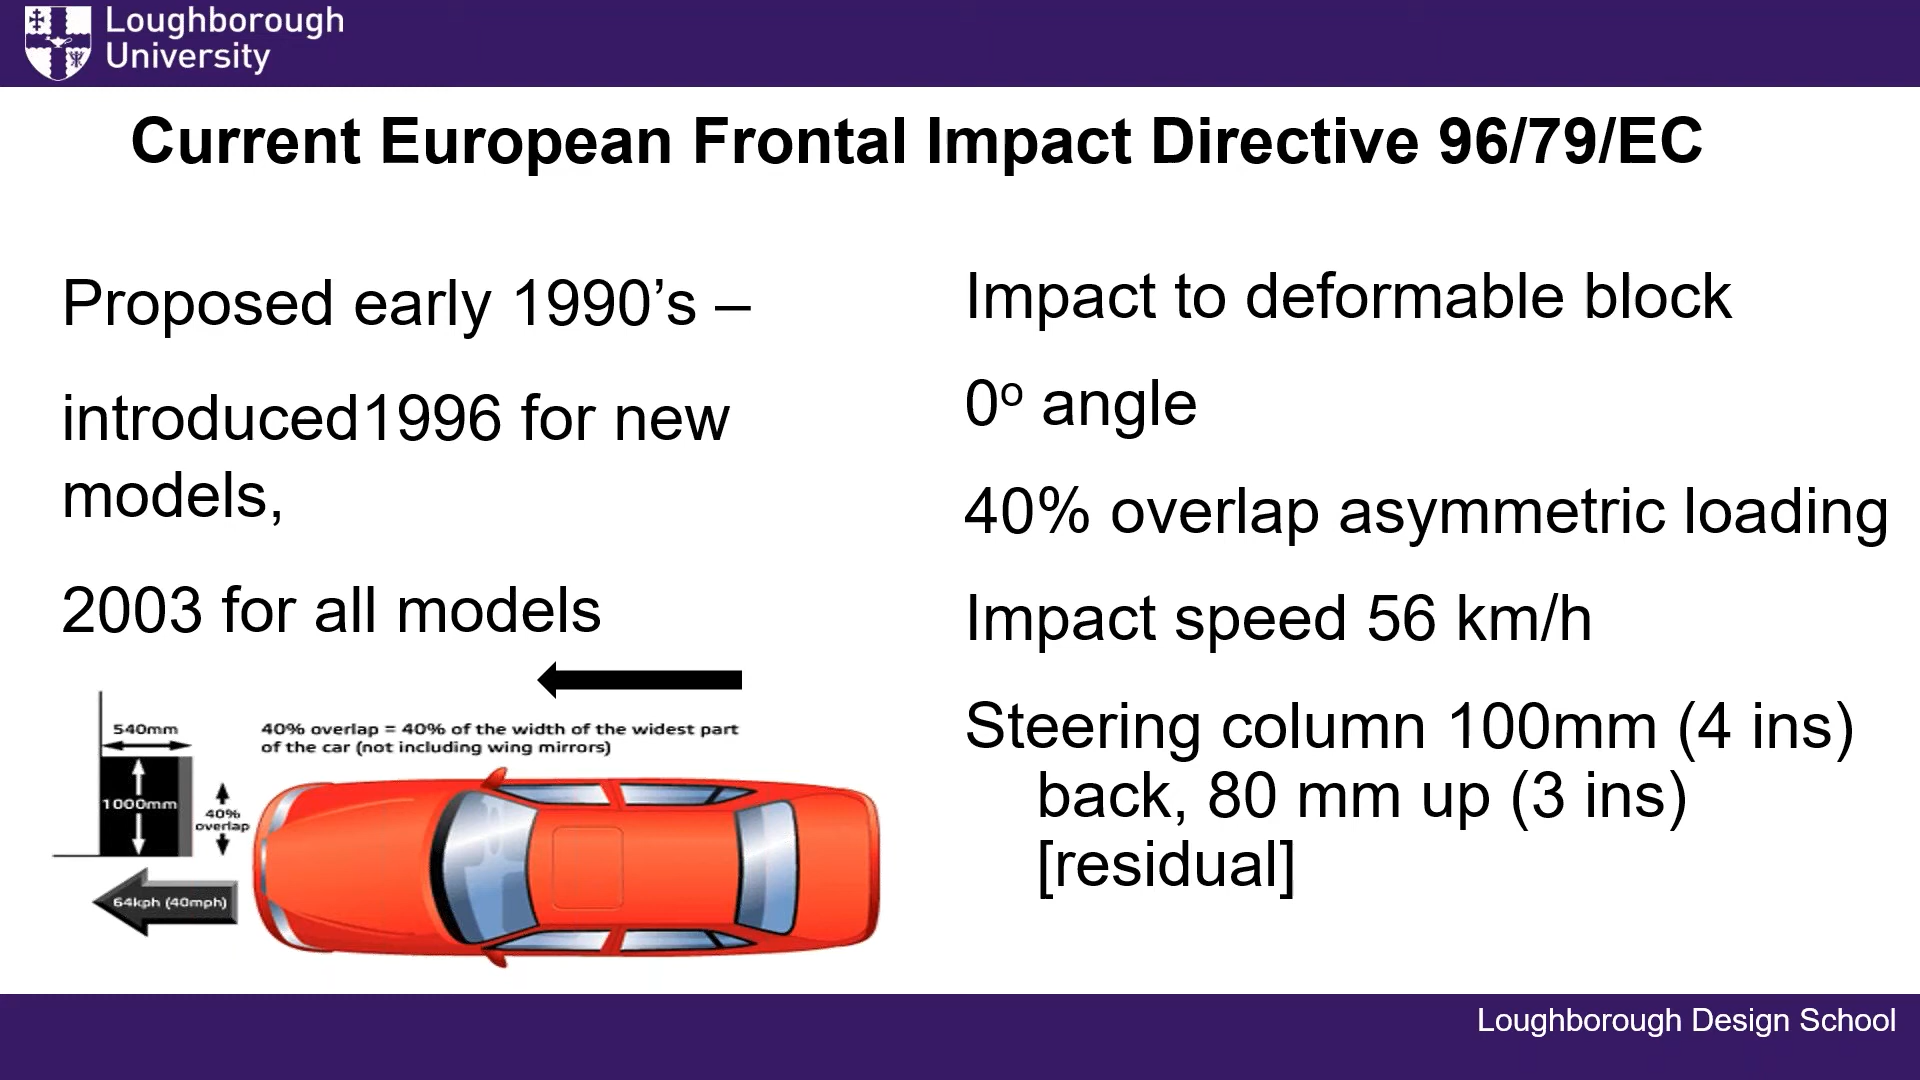 Loughborough
University
Current European Frontal Impact Directive 96/79/EC
Proposed early 1990’s –
introduced1996 for new
models,
2003 for all models
540mm
40% overlap = 40% of the width of the widest part
of the car (not including wing mirrors)
1000mm
40%
overlap
64kph (40mph)
Impact to deformable block
0º angle
40% overlap asymmetric loading
Impact speed 56 km/h
Steering column 100mm (4 ins)
back, 80 mm up (3 ins)
[residual]
Loughborough Design School